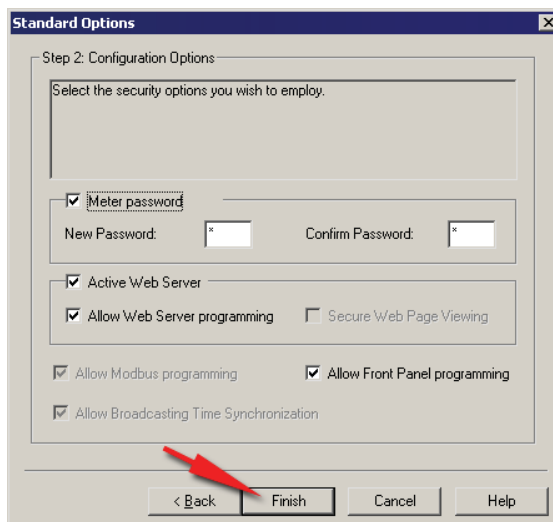 Standard Options
Step 2: Configuration Options
Select the security options you wish to employ.
Meter password
New Password: * Confirm Password: *
Active Web Server
Allow Web Server programming Secure Web Page Viewing
Allow Modbus programming Allow Front Panel programming
Allow Broadcasting Time Synchronization
< Back Finish Cancel Help